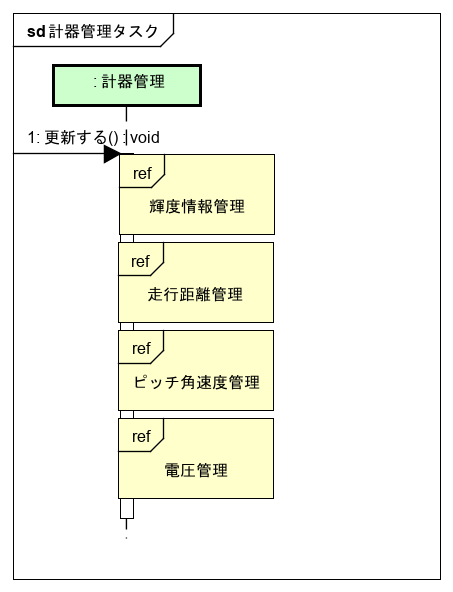 sd 計器管理タスク
: 計器管理
1: 更新する() : void
ref
輝度情報管理
ref
走行距離管理
ref
ピッチ角速度管理
ref
電圧管理